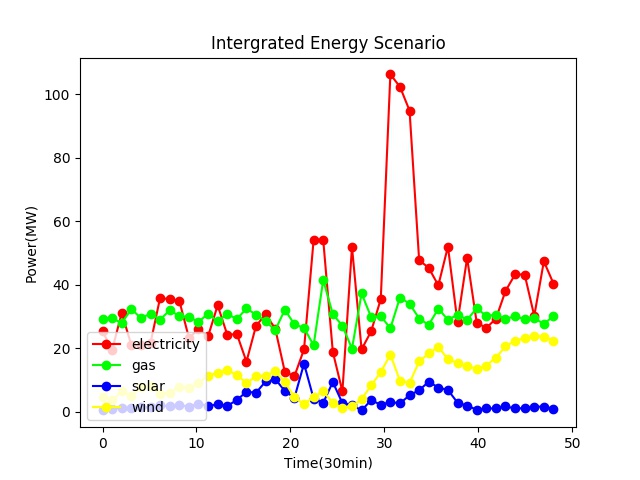 Intergrated Energy Scenario
Power(MW)
100
80
60
40
20
0
electricity
gas
solar
wind
0 10 20 30 40 50
Time(30min)